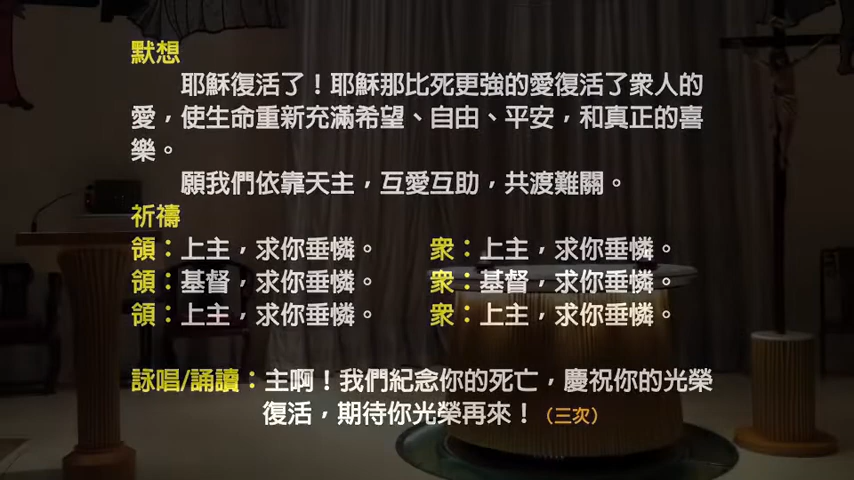 默想
耶穌復活了！耶穌那比死更強的愛復活了眾人的
愛，使生命重新充滿希望、自由、平安，和真正的喜
樂。
願我們依靠天主，互愛互助，共渡難關。
祈禱
領：上主，求你垂憐。 眾：上主，求你垂憐。
領：基督，求你垂憐。 眾：基督，求你垂憐。
領：上主，求你垂憐。 眾：上主，求你垂憐。
詠唱/誦讀：主啊！我們紀念你的死亡，慶祝你的光榮
復活，期待你光榮再來！（三次）